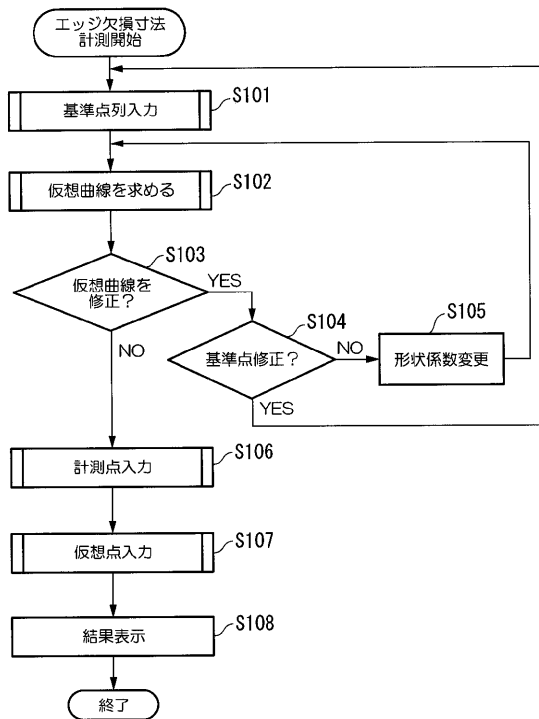 エッジ欠損寸法
計測開始
基準点列入力
S101
仮想曲線を求める
S102
仮想曲線を
修正?
S103
YES
NO
基準点修正?
S104
NO
YES
形状係数変更
S105
計測点入力
S106
仮想点入力
S107
結果表示
S108
終了